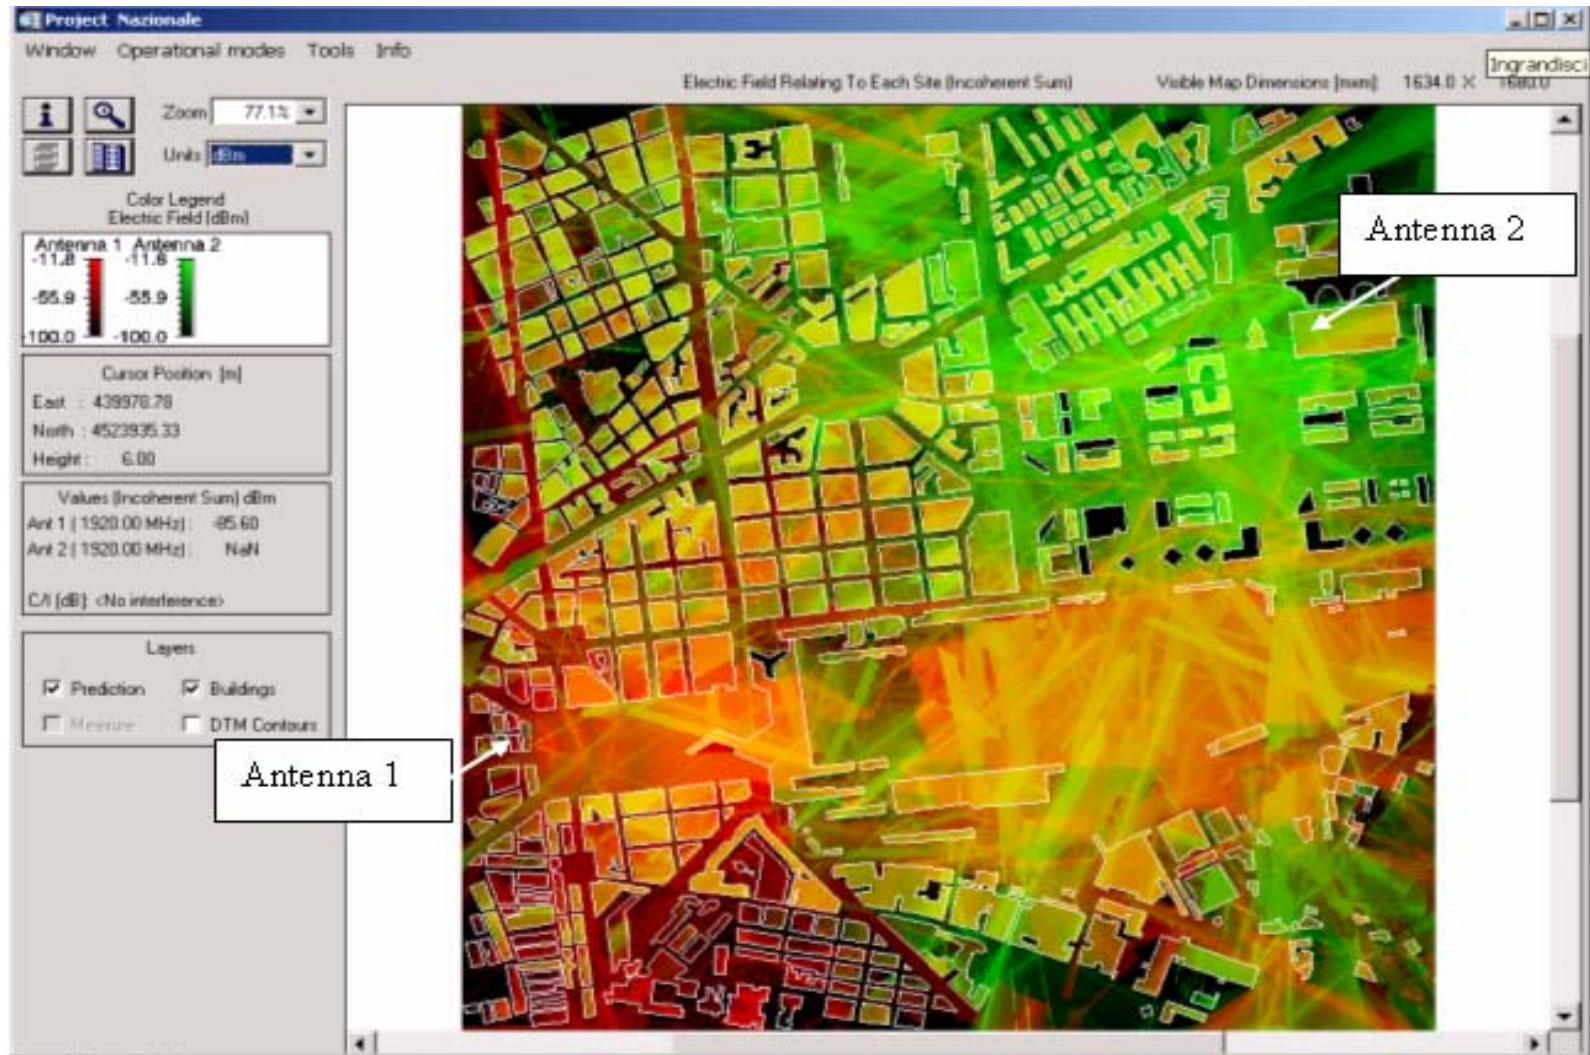 Project Nazionale
Window Operational modes Tools Info
Ingrandisci
Electric Field Relating To Each Site (Incoherent Sum) Visible Map Dimensions [mxm]: 1634.0 X 1680.0
Zoom 77.1%
Units dBm
Color Legend
Electric Field [dBm]
Antenna 1 Antenna 2
-11.8 -11.8
-55.9 -55.9
-100.0 -100.0
Cursor Position [m]
East : 439978.78
North : 4523935.33
Height : 6.00
Values (Incoherent Sum) dBm
Ant 1 ( 1920.00 MHz) : -85.60
Ant 2 ( 1920.00 MHz) : NaN
C/I [dB]: <No interference>
Layers
Prediction Buildings
Measure DTM Contours
Antenna 2
Antenna 1